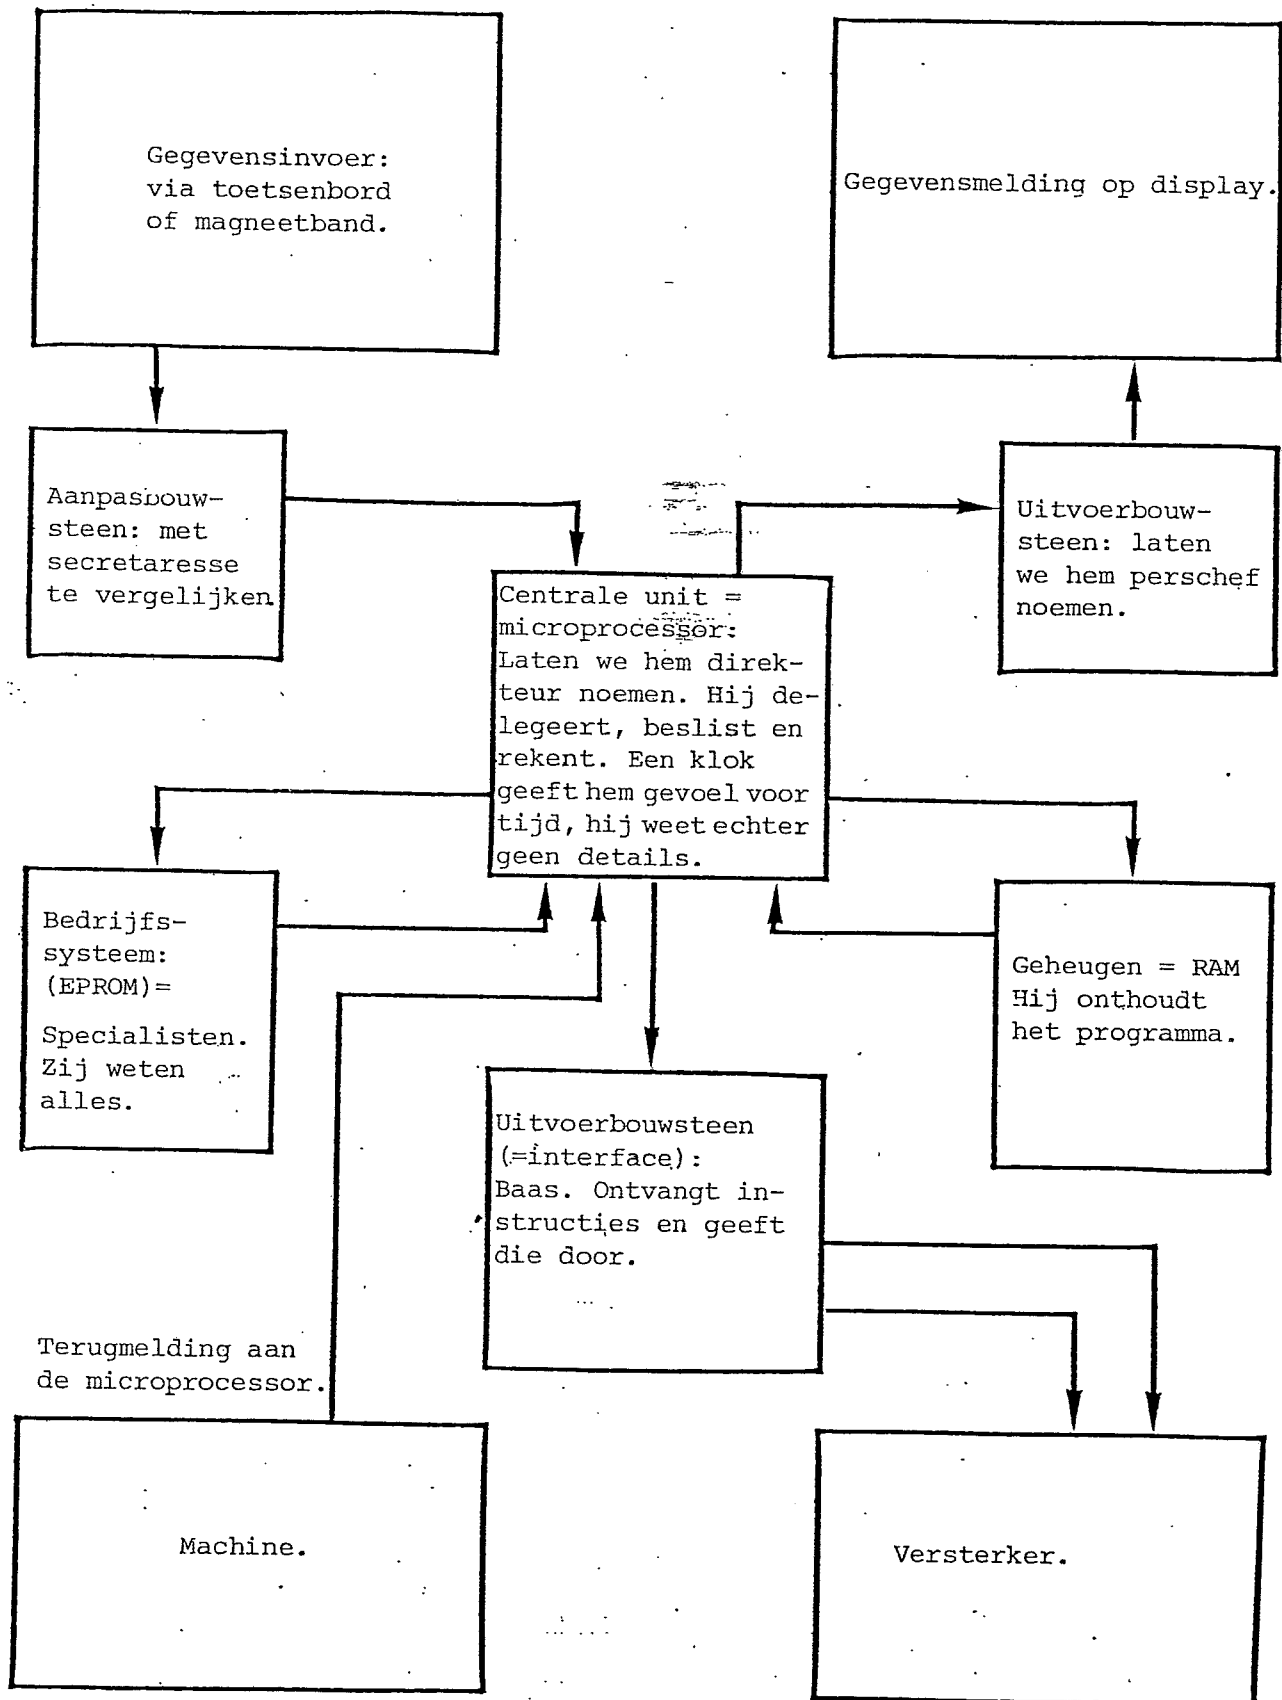 Gegevensinvoer:
via toetsenbord
of magneetband.
Gegevensmelding op display.
Aanpasbouw-
steen: met
secretaresse
te vergelijken
Uitvoerbouw-
steen: laten
we hem perschef
noemen.
Centrale unit =
microprocessor:
Laten we hem direk-
teur noemen. Hij de-
legeert, beslist en
rekent. Een klok
geeft hem gevoel voor
tijd, hij weet echter
geen details.
Bedrijfs-
systeem:
(EPROM)=
Specialisten.
Zij weten
alles.
Geheugen = RAM
Hij onthoudt
het programma.
Uitvoerbouwsteen
(=interface):
Baas. Ontvangt in-
structies en geeft
die door.
Terugmelding aan
de microprocessor.
Machine.
Versterker.